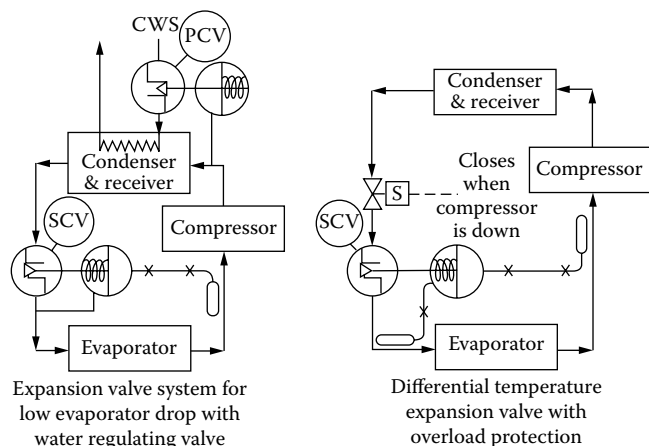 CWS
PCV
Condenser
& receiver
SCV
Compressor
Evaporator
Expansion valve system for
low evaporator drop with
water regulating valve
Condenser
& receiver
Compressor
S
Closes
when
compressor
is down
SCV
Evaporator
Differential temperature
expansion valve with
overload protection